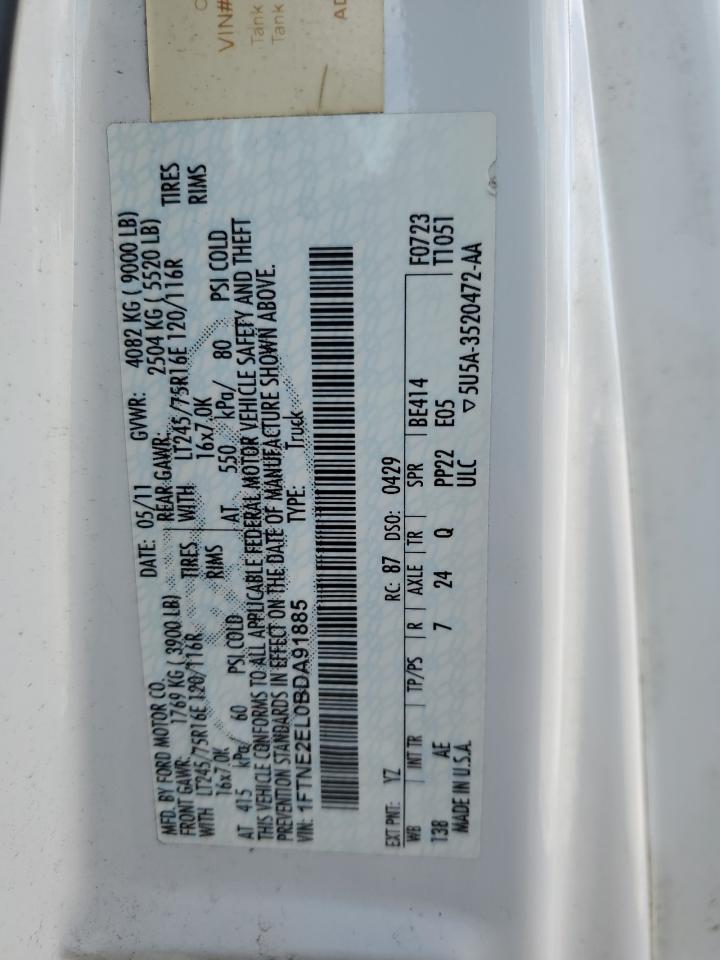 MFD. BY FORD MOTOR CO.
DATE: 05/11 GVWR: 4082 KG ( 9000 LB)
FRONT GAWR: 1769 KG ( 3900 LB)
REAR GAWR: 2504 KG ( 5520 LB)
WITH LT245/75R16E 120/116R TIRES
WITH LT245/75R16E 120/116R TIRES
16x7.0K RIMS
16x7.0K RIMS
AT 415 kPa/ 60 PSI COLD
AT 550 kPa/ 80 PSI COLD
THIS VEHICLE CONFORMS TO ALL APPLICABLE FEDERAL MOTOR VEHICLE SAFETY AND THEFT
PREVENTION STANDARDS IN EFFECT ON THE DATE OF MANUFACTURE SHOWN ABOVE.
VIN: 1FTNE2EL0BDA91885 TYPE: Truck
EXT PNT: YZ RC: 87 DSO: 0429
WB INT TR TP/PS R AXLE TR SPR BE414 F0723
138 AE 7 24 Q PP22 E05 T1051
MADE IN U.S.A. ULC
▽5U5A-3520472-AA
VIN#
Tank
Tank